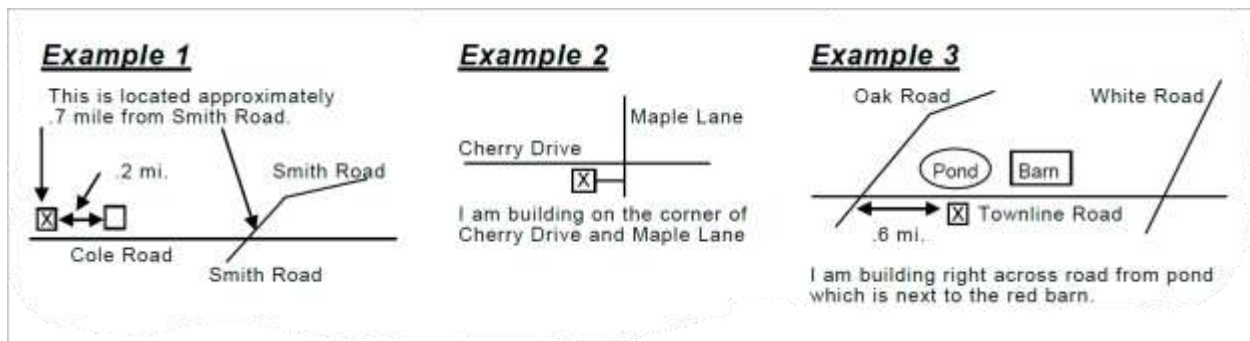 Example 1
This is located approximately
.7 mile from Smith Road.
.2 mi.
Smith Road
X
Cole Road
Smith Road
Example 2
Maple Lane
Cherry Drive
X
I am building on the corner of
Cherry Drive and Maple Lane
Example 3
Oak Road
White Road
Pond
Barn
X
Townline Road
.6 mi.
I am building right across road from pond
which is next to the red barn.